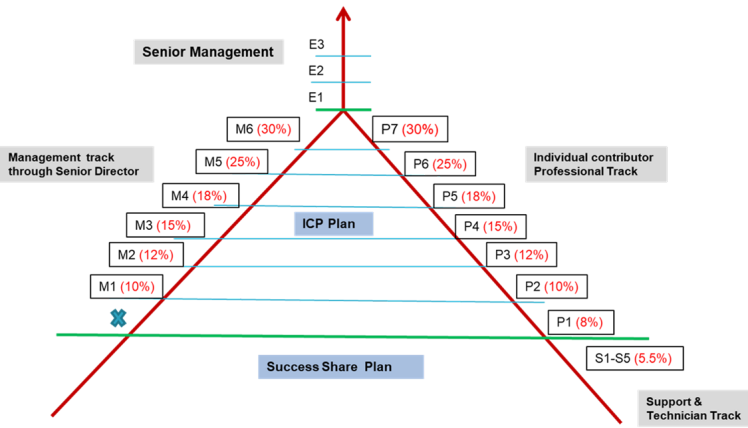 E3
Senior Management
E2
E1
M6 (30%)
P7 (30%)
Management track
through Senior Director
M5 (25%)
P6 (25%)
Individual contributor
Professional Track
M4 (18%)
P5 (18%)
M3 (15%)
ICP Plan
P4 (15%)
M2 (12%)
P3 (12%)
M1 (10%)
P2 (10%)
P1 (8%)
S1-S5 (5.5%)
Success Share Plan
Support &
Technician Track